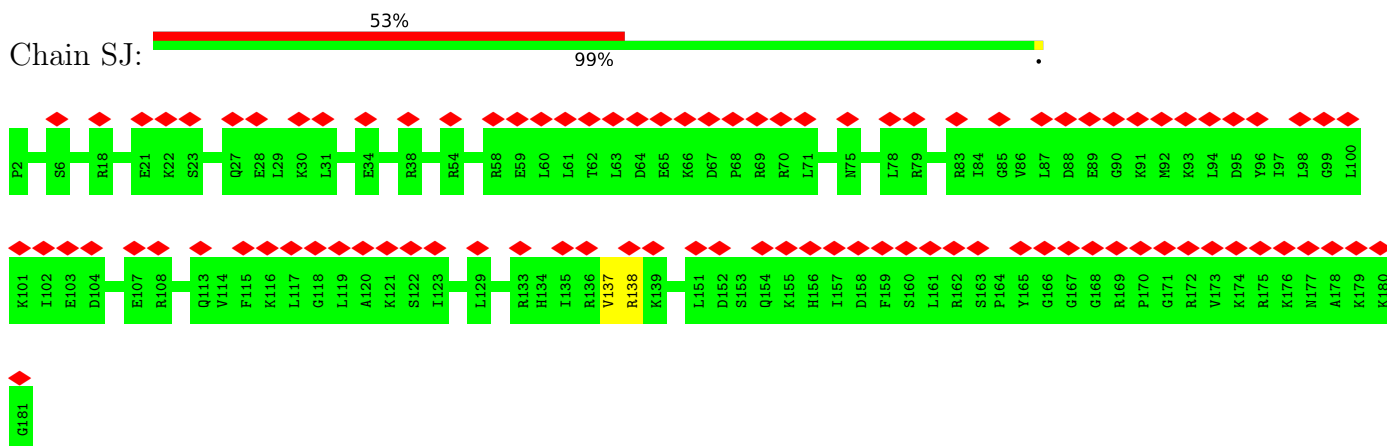 53%
Chain SJ:
99%
•
P2 S6 R18 E21 K22 S23 Q27 E28 L29 K30 L31 E34 R38 R54 R58 E59 L60 L61 T62 L63 D64 E65 K66 D67 P68 R69 R70 L71 N75 L78 R79 R83 I84 G85 V86 L87 D88 E89 G90 K91 M92 K93 L94 D95 Y96 I97 L98 G99 L100
K101 I102 E103 D104 E107 R108 Q113 V114 F115 K116 L117 G118 L119 A120 K121 S122 I123 L129 R133 H134 I135 R136 V137 R138 K139 L151 D152 S153 Q154 K155 H156 I157 D158 F159 S160 L161 R162 S163 P164 Y165 G166 G167 G168 R169 P170 G171 R172 V173 K174 R175 K176 N177 A178 K179 K180
G181